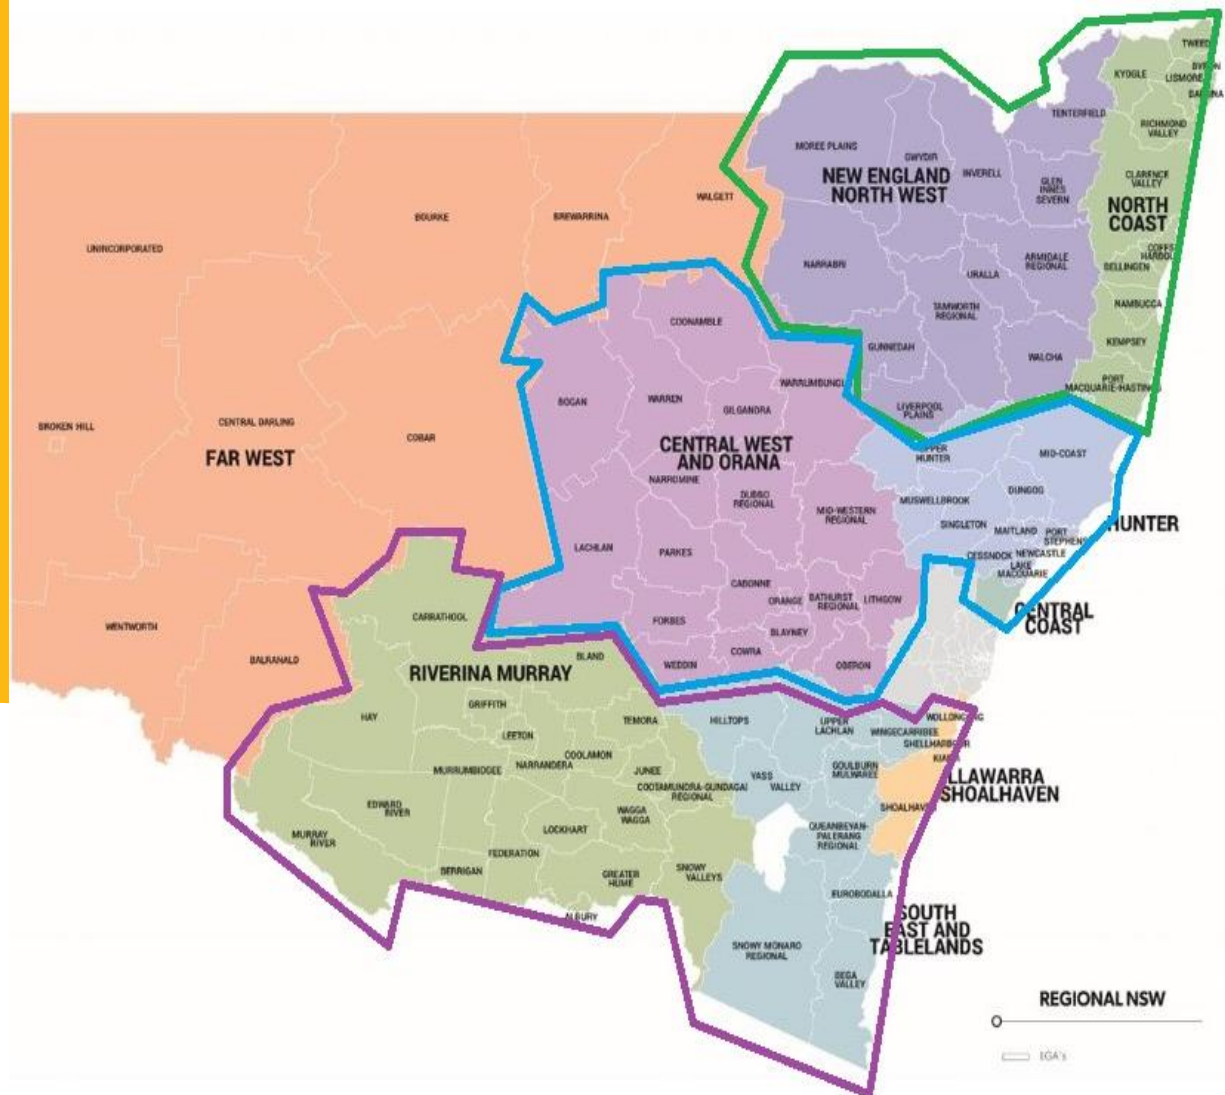 TWEED
KYOGLE
BYRON
LISMORE
BALLINA
TENTERFIELD
RICHMOND
VALLEY
MOREE PLAINS
GWYDIR
INVERELL
GLEN
INNES
SEVERN
CLARENCE
VALLEY
NEW ENGLAND
NORTH WEST
NORTH
COAST
WALGETT
BOURKE
BREWARRINA
UNINCORPORATED
COFFS
HARBOU
NARRABRI
URALLA
ARMIDALE
REGIONAL
BELLINGEN
TAMWORTH
REGIONAL
NAMBUCCA
COONAMBLE
GUNNEDAH
WALCHA
KEMPSEY
PORT
MACQUARIE-HASTINGS
WARRUMBUNGL
BOGAN
WARREN
GILGANDRA
LIVERPOOL
PLAINS
BROKEN HILL
CENTRAL DARLING
COBAR
FAR WEST
CENTRAL WEST
AND ORANA
UPPER
HUNTER
MID-COAST
NARROMINE
DUBBO
REGIONAL
MUSWELLBROOK
DUNGOG
MID-WESTERN
REGIONAL
SINGLETON
MAITLAND
PORT
STEPHENS
HUNTER
LACHLAN
PARKES
CESSNOCK
NEWCASTLE
LAKE
MACQUARIE
CABONNE
ORANGE
BATHURST
REGIONAL
LITHGOW
CENTRAL
COAST
CARRATHOOL
FORBES
BLAYNEY
WENTWORTH
BALRANALD
BLAND
WEDDIN
COWRA
OBERON
RIVERINA MURRAY
HAY
GRIFFITH
TEMORA
HILLTOPS
UPPER
LACHLAN
WOLLONGONG
WINGECARRIBEE
SHELLHARBOUR
LEETON
COOLAMON
KIAMA
MURRUMBIDGEE
NARRANDERA
JUNEE
COOTAMUNDRA-GUNDAGAI
REGIONAL
YASS
VALLEY
GOULBURN
MULWAREE
ILLAWARRA
SHOALHAVEN
EDWARD
RIVER
WAGGA
WAGGA
SHOALHAVEN
MURRAY
RIVER
LOCKHART
QUEANBEYAN-
PALERANG
REGIONAL
FEDERATION
BERRIGAN
GREATER
HUME
SNOWY
VALLEYS
EUROBODALLA
ALBURY
SOUTH
EAST AND
TABLELANDS
SNOWY MONARO
REGIONAL
BEGA
VALLEY
REGIONAL NSW
LGA's